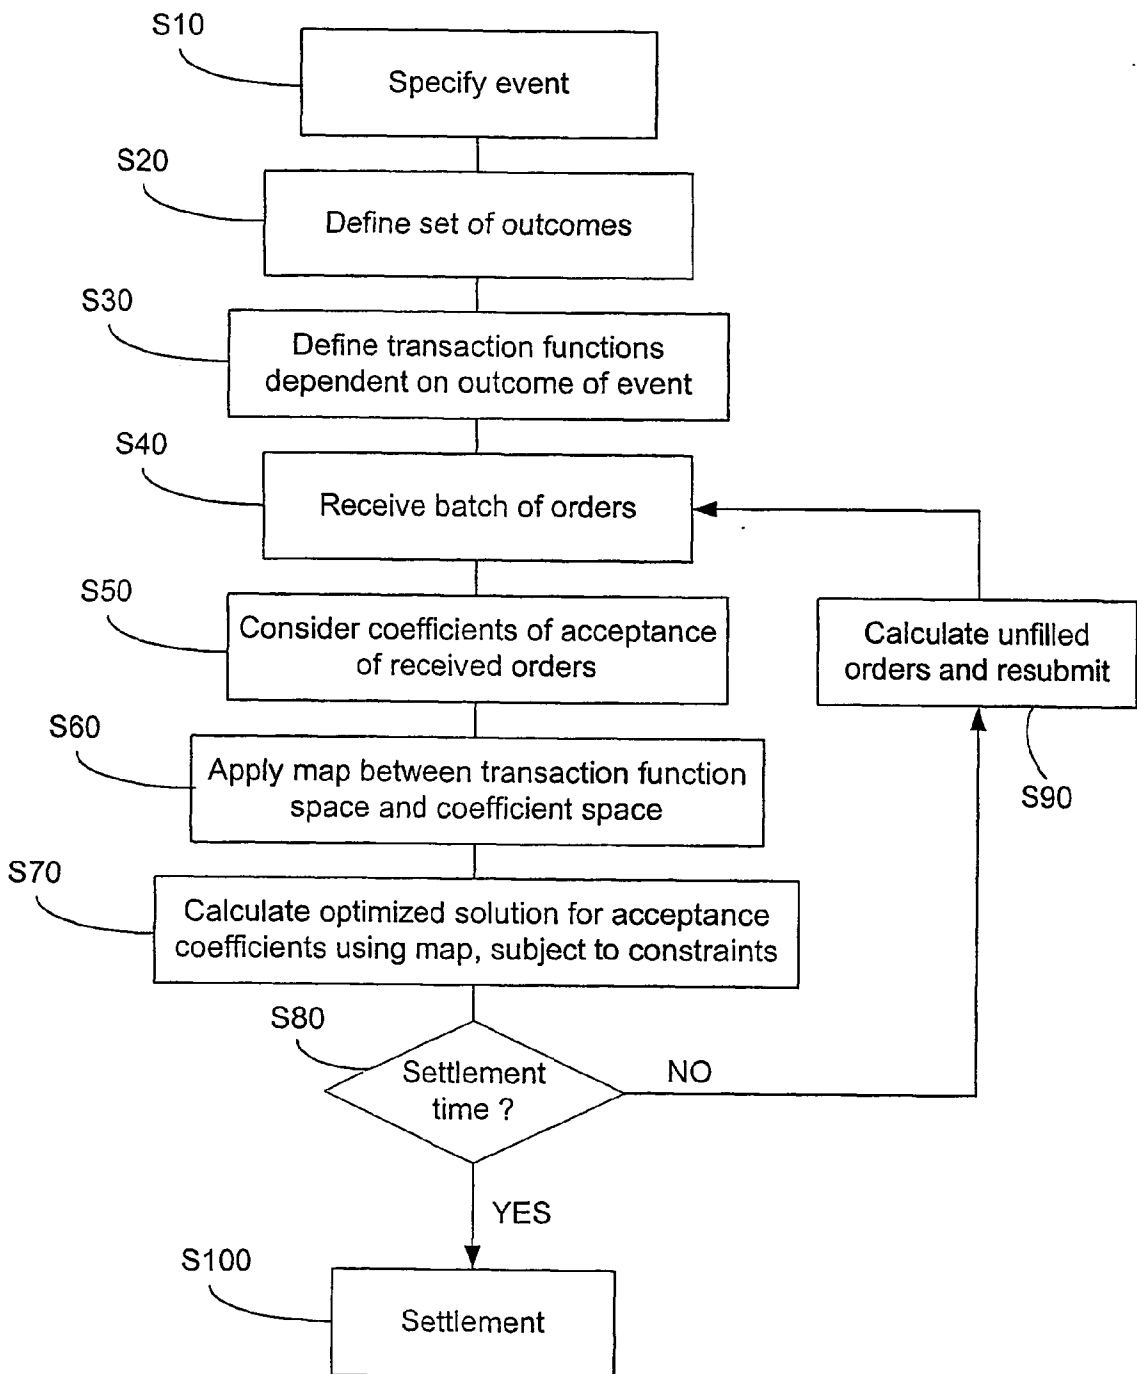 S10
Specify event
S20
Define set of outcomes
S30
Define transaction functions
dependent on outcome of event
S40
Receive batch of orders
S50
Consider coefficients of acceptance
of received orders
Calculate unfilled
orders and resubmit
S90
S60
Apply map between transaction function
space and coefficient space
S70
Calculate optimized solution for acceptance
coefficients using map, subject to constraints
S80
Settlement
time ?
NO
YES
S100
Settlement